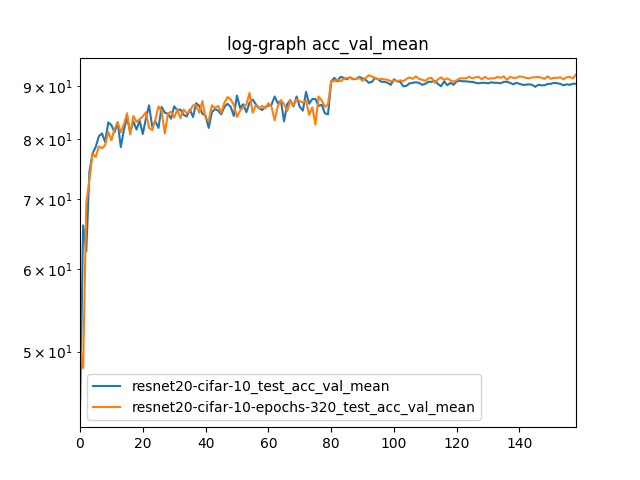 log-graph acc_val_mean
9 × 10¹
8 × 10¹
7 × 10¹
6 × 10¹
5 × 10¹
resnet20-cifar-10_test_acc_val_mean
resnet20-cifar-10-epochs-320_test_acc_val_mean
0 20 40 60 80 100 120 140